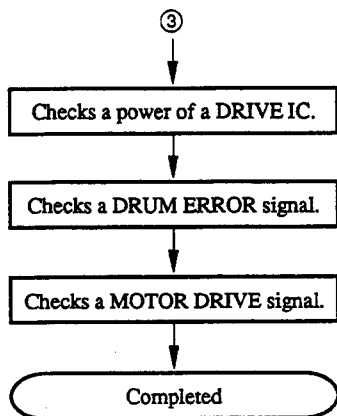 ③
Checks a power of a DRIVE IC.
Checks a DRUM ERROR signal.
Checks a MOTOR DRIVE signal.
Completed